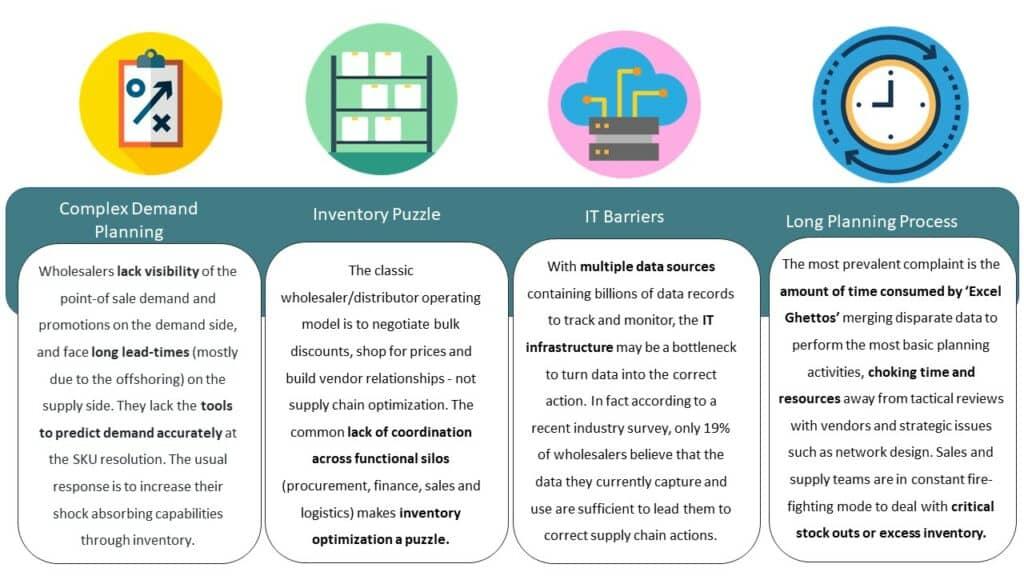 Complex Demand
Planning
Wholesalers lack visibility of the
point-of sale demand and
promotions on the demand side,
and face long lead-times (mostly
due to the offshoring) on the
supply side. They lack the tools
to predict demand accurately at
the SKU resolution. The usual
response is to increase their
shock absorbing capabilities
through inventory.
Inventory Puzzle
The classic
wholesaler/distributor operating
model is to negotiate bulk
discounts, shop for prices and
build vendor relationships - not
supply chain optimization. The
common lack of coordination
across functional silos
(procurement, finance, sales and
logistics) makes inventory
optimization a puzzle.
IT Barriers
With multiple data sources
containing billions of data records
to track and monitor, the IT
infrastructure may be a bottleneck
to turn data into the correct
action. In fact according to a
recent industry survey, only 19%
of wholesalers believe that the
data they currently capture and
use are sufficient to lead them to
correct supply chain actions.
Long Planning Process
The most prevalent complaint is the
amount of time consumed by ‘Excel
Ghettos’ merging disparate data to
perform the most basic planning
activities, choking time and
resources away from tactical reviews
with vendors and strategic issues
such as network design. Sales and
supply teams are in constant fire-
fighting mode to deal with critical
stock outs or excess inventory.